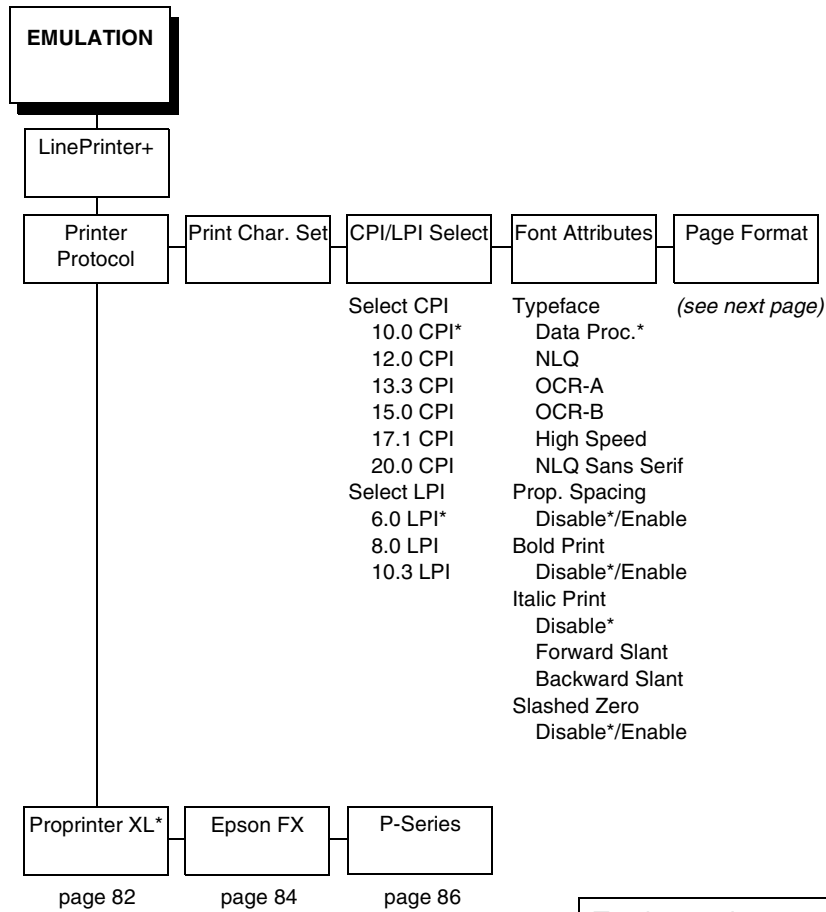 EMULATION
LinePrinter+
Printer
Protocol
Print Char. Set
CPI/LPI Select
Font Attributes
Page Format
Select CPI
10.0 CPI*
12.0 CPI
13.3 CPI
15.0 CPI
17.1 CPI
20.0 CPI
Select LPI
6.0 LPI*
8.0 LPI
10.3 LPI
Typeface
Data Proc.*
NLQ
OCR-A
OCR-B
High Speed
NLQ Sans Serif
Prop. Spacing
Disable*/Enable
Bold Print
Disable*/Enable
Italic Print
Disable*
Forward Slant
Backward Slant
Slashed Zero
Disable*/Enable
(see next page)
Proprinter XL*
Epson FX
P-Series
page 82
page 84
page 86